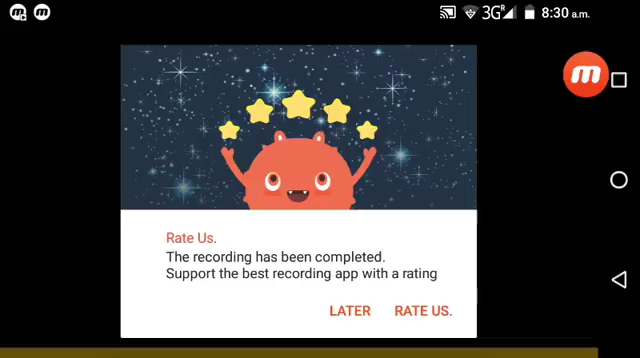 3G R 8:30 a.m.
m
Rate Us.
The recording has been completed.
Support the best recording app with a rating
LATER RATE US.